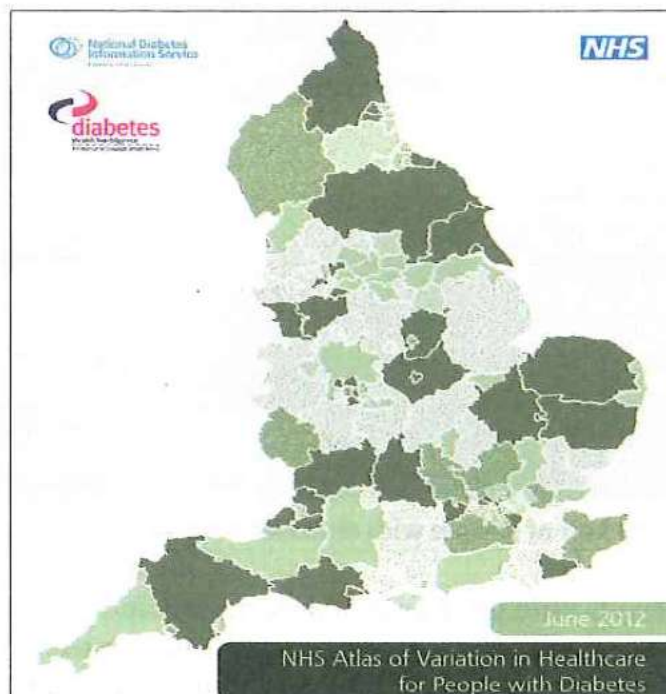 National Diabetes
Information Service
NHS
diabetes
June 2012
NHS Atlas of Variation in Healthcare
for People with Diabetes